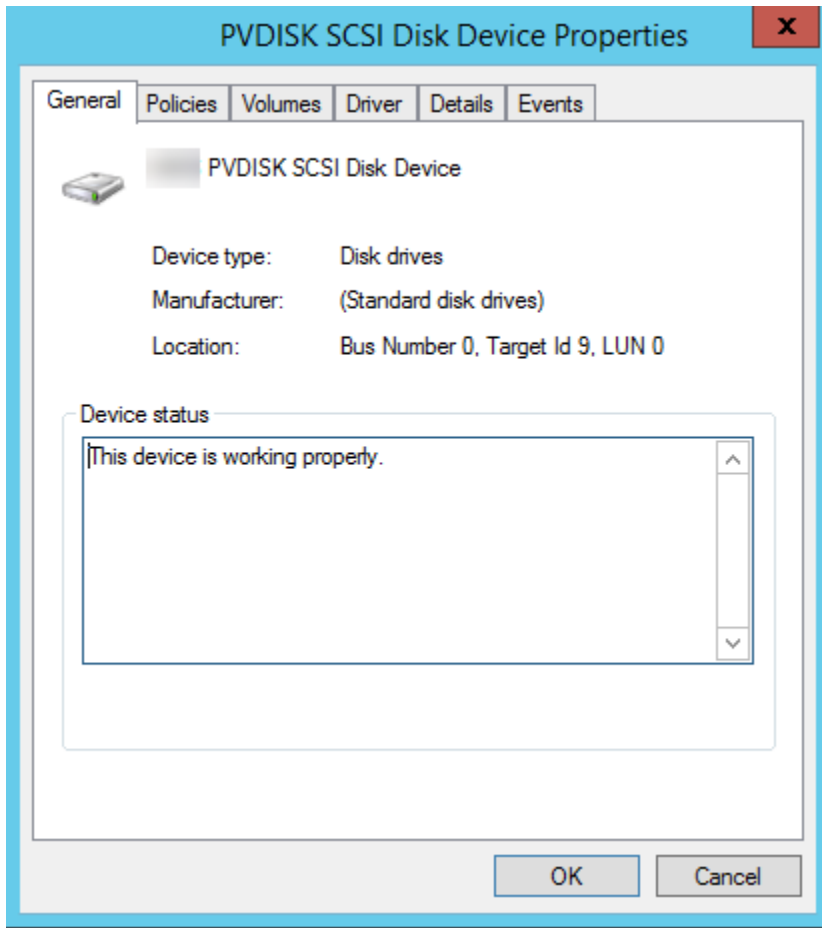 PVDISK SCSI Disk Device Properties
x
General Policies Volumes Driver Details Events
PVDISK SCSI Disk Device
Device type: Disk drives
Manufacturer: (Standard disk drives)
Location: Bus Number 0, Target Id 9, LUN 0
Device status
This device is working properly.
OK Cancel